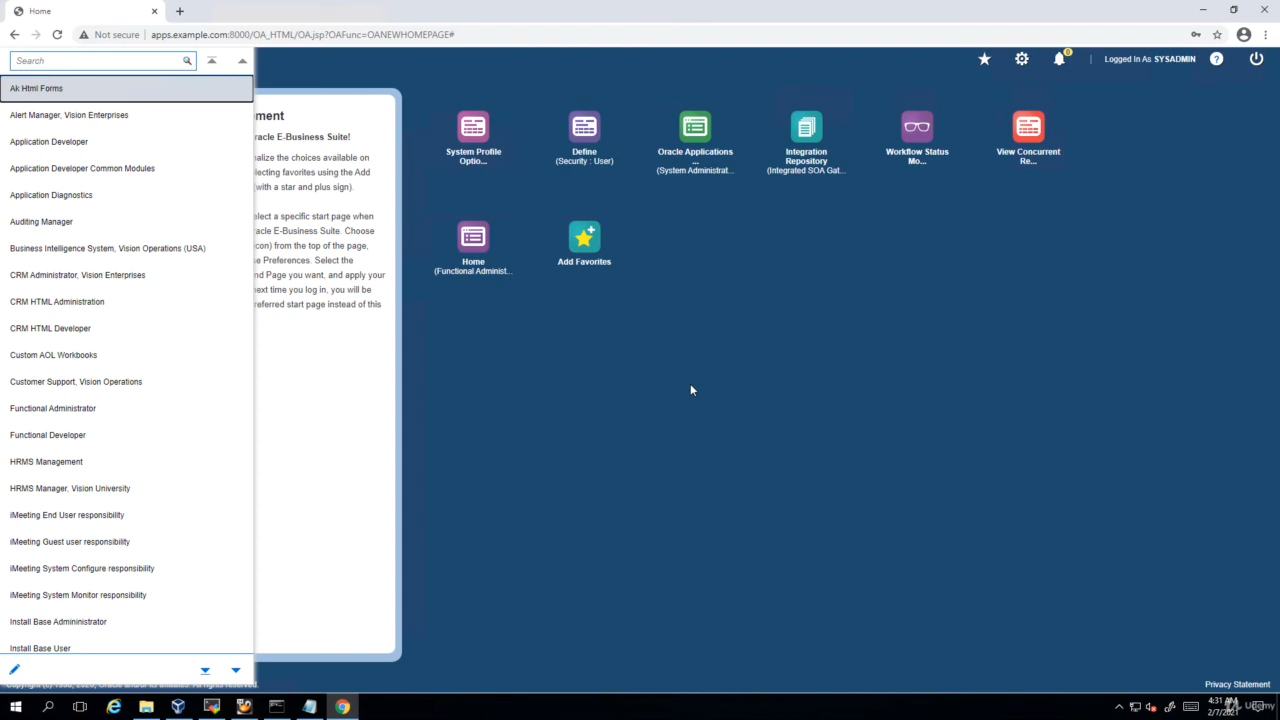 Home
Not secure
apps.example.com:8000/OA_HTML/OA.jsp?OAFunc=OANEWHOMEPAGE#
Search
0
Logged In As SYSADMIN
?
Ak Html Forms
Alert Manager, Vision Enterprises
Application Developer
Application Developer Common Modules
Application Diagnostics
Auditing Manager
Business Intelligence System, Vision Operations (USA)
CRM Administrator, Vision Enterprises
CRM HTML Administration
CRM HTML Developer
Custom AOL Workbooks
Customer Support, Vision Operations
Functional Administrator
Functional Developer
HRMS Management
HRMS Manager, Vision University
iMeeting End User responsibility
iMeeting Guest user responsibility
iMeeting System Configure responsibility
iMeeting System Monitor responsibility
Install Base Admininistrator
Install Base User
ment
racle E-Business Suite!
nalize the choices available on
lecting favorites using the Add
(with a star and plus sign).
elect a specific start page when
racle E-Business Suite. Choose
icon) from the top of the page,
se Preferences. Select the
nd Page you want, and apply your
next time you log in, you will be
referred start page instead of this
System Profile
Optio...
Define
(Security : User)
Oracle Applications
...
(System Administrat...
Integration
Repository
(Integrated SOA Gat...
Workflow Status
Mo...
View Concurrent
Re...
Home
(Functional Administ...
Add Favorites
Privacy Statement
4:31 AM
Udemy